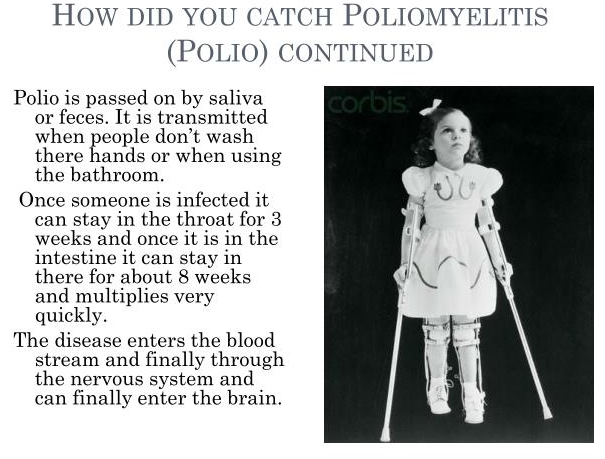 HOW DID YOU CATCH POLIOMYELITIS
(POLIO) CONTINUED
Polio is passed on by saliva
or feces. It is transmitted
when people don't wash
there hands or when using
the bathroom.
Once someone is infected it
can stay in the throat for 3
weeks and once it is in the
intestine it can stay in
there for about 8 weeks
and multiplies very
quickly.
The disease enters the blood
stream and finally through
the nervous system and
can finally enter the brain.
corbis